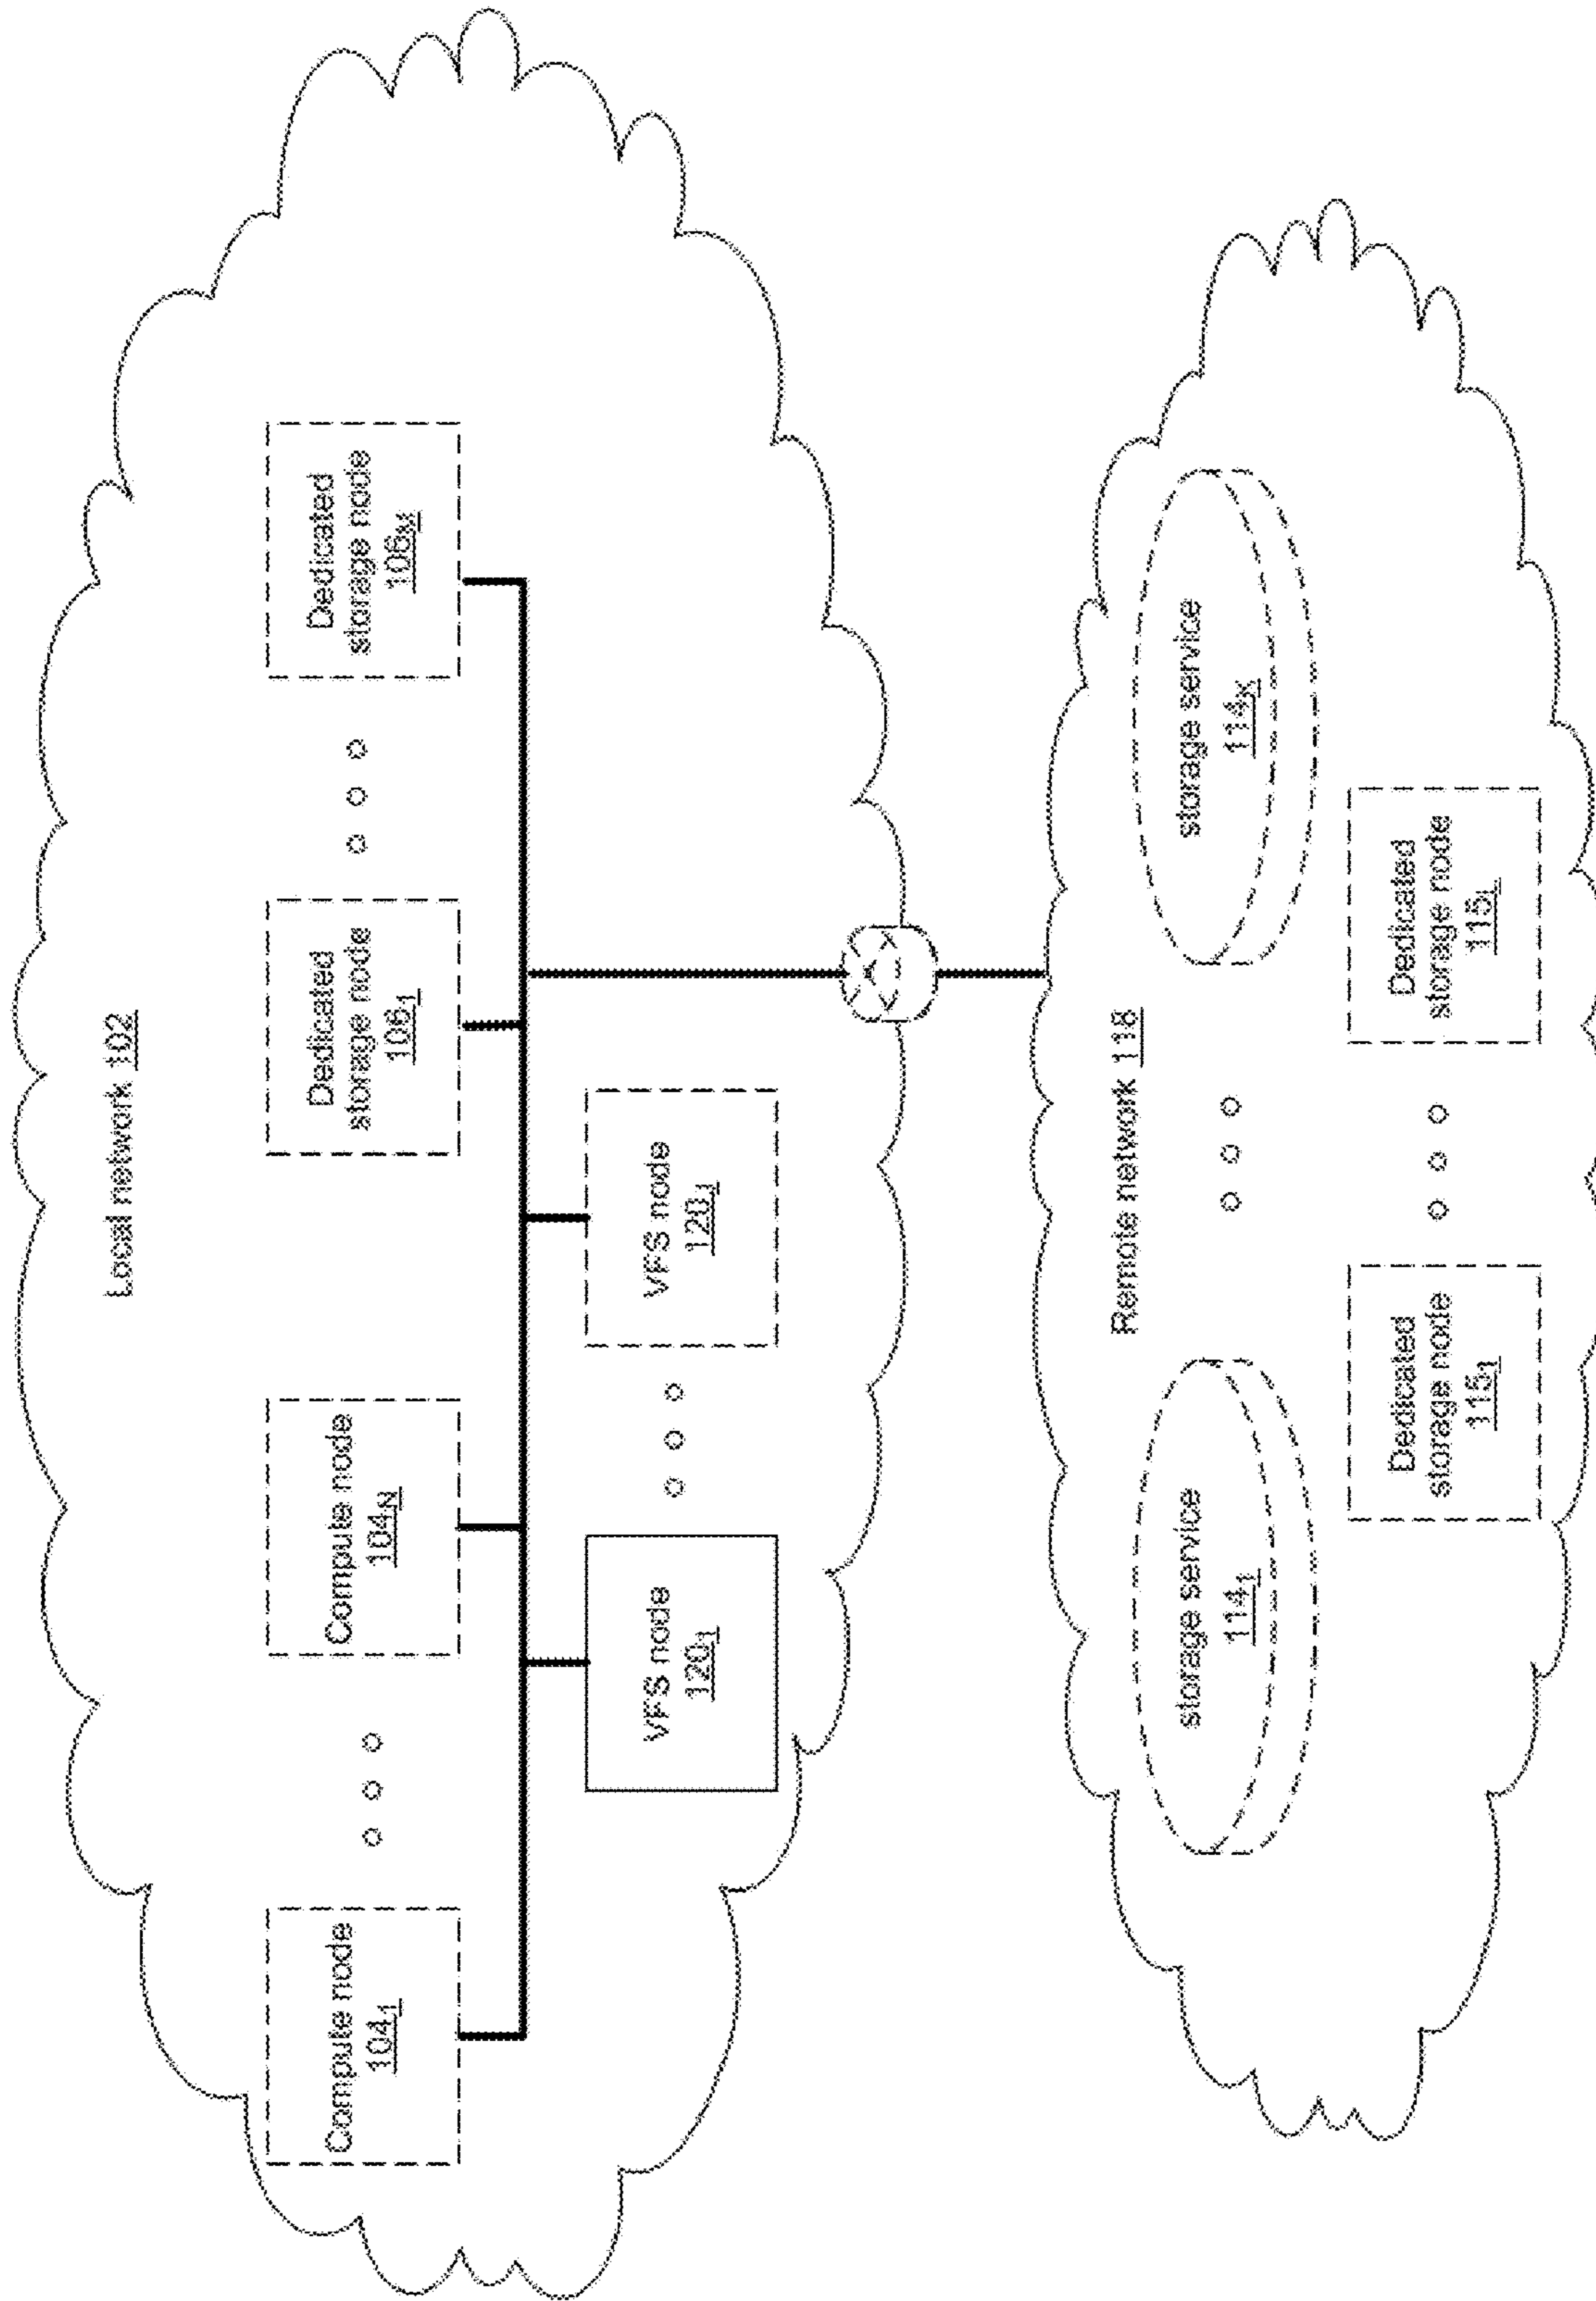 Local network 102
Compute node
104₁
Compute node
104N
Dedicated
storage node
106₁
Dedicated
storage node
106M
VFS node
120₁
VFS node
120J
Remote network 118
storage service
114₁
storage service
114K
Dedicated
storage node
115₁
Dedicated
storage node
115L